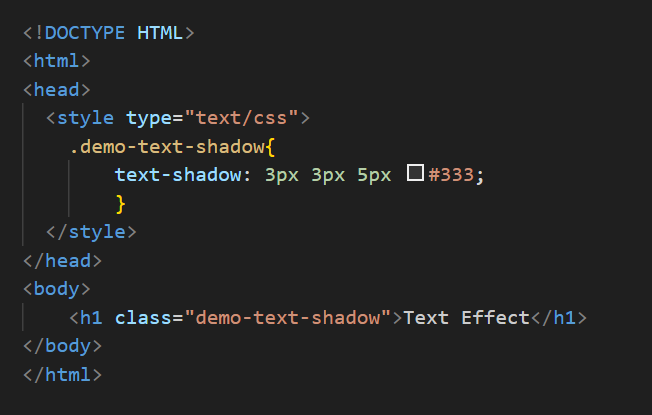 <!DOCTYPE HTML>
<html>
<head>
<style type="text/css">
.demo-text-shadow{
text-shadow: 3px 3px 5px #333;
}
</style>
</head>
<body>
<h1 class="demo-text-shadow">Text Effect</h1>
</body>
</html>